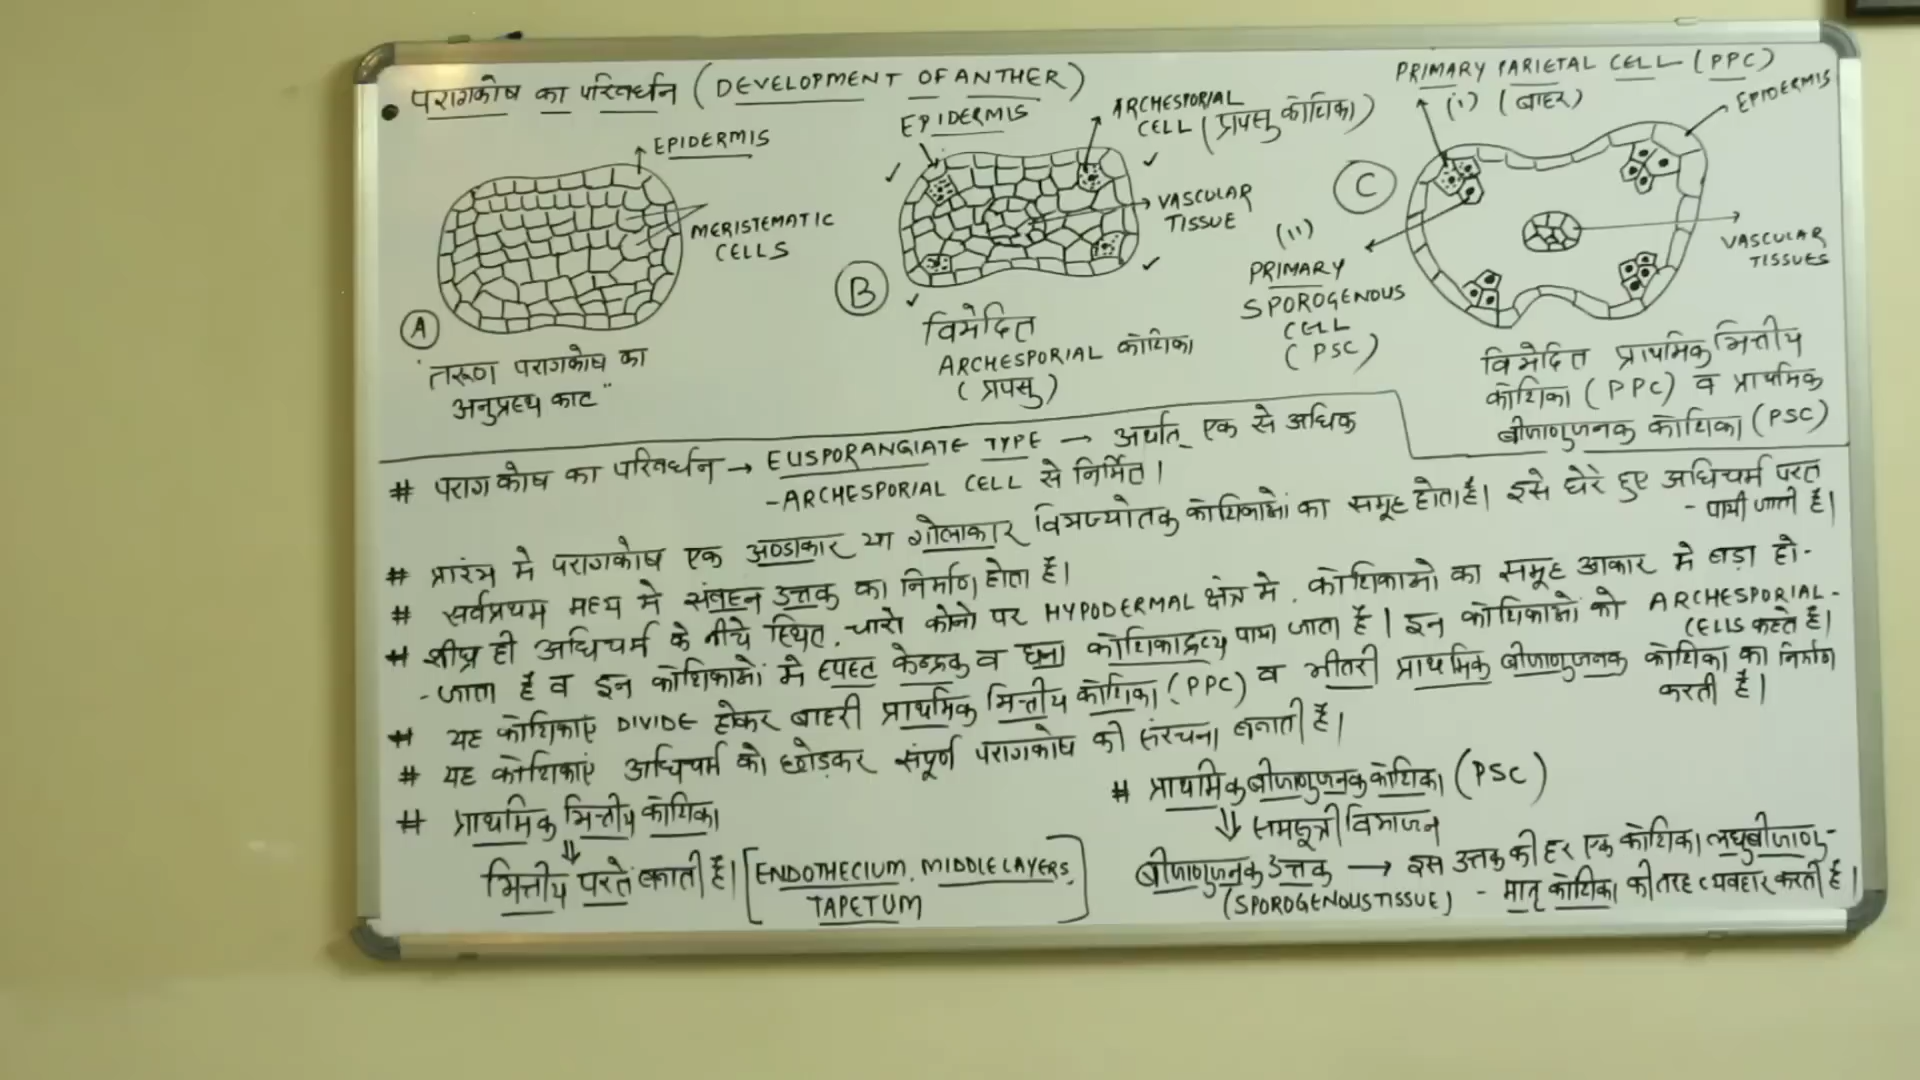 • परागकोष का परिवर्धन (DEVELOPMENT OF ANTHER)
EPIDERMIS
MERISTEMATIC
CELLS
A
"तरूण परागकोष का
अनुप्रस्थ काट"
EPIDERMIS
ARCHESPORIAL
CELL (प्रपसु कोशिका)
VASCULAR
TISSUE
B
विभेदित
ARCHESPORIAL कोशिका
(प्रपसु)
PRIMARY PARIETAL CELL (PPC)
(i) (बाहर)
EPIDERMIS
C
(ii)
PRIMARY
SPOROGENOUS
CELL
(PSC)
VASCULAR
TISSUES
विभेदित प्राथमिक भित्तीय
कोशिका (PPC) व प्राथमिक
बीजाणुजनक कोशिका (PSC)
# परागकोष का परिवर्धन → EUSPORANGIATE TYPE → अर्थात् एक से अधिक
- ARCHESPORIAL CELL से निर्मित।
# प्रारंभ मे परागकोष एक अण्डाकार या गोलाकार विभज्योतक कोशिकाओं का समूह होता है। इसे घेरे हुए अधिचर्म परत
- पायी जाती है।
# सर्वप्रथम मध्य मे संवहन उत्तक का निर्माण होता है।
# शीघ्र ही अधिचर्म के नीचे स्थित, चारो कोनो पर HYPODERMAL क्षेत्र मे, कोशिकाओ का समूह आकार मे बड़ा हो-
- जाता है व इन कोशिकाओं मे स्पष्ट केन्द्रक व घना कोशिकाद्रव्य पाया जाता है। इन कोशिकाओं को ARCHESPORIAL-
CELLS कहते है।
# यह कोशिकाएं DIVIDE होकर बाहरी प्राथमिक भित्तीय कोशिका (PPC) व भीतरी प्राथमिक बीजाणुजनक कोशिका का निर्माण
करती है।
# यह कोशिकाएं अधिचर्म को छोड़कर संपूर्ण परागकोष की संरचना बनाती है।
# प्राथमिक भित्तीय कोशिका
⇓
भित्तीय परते बनाती है। [ENDOTHECIUM, MIDDLE LAYERS,
TAPETUM]
# प्राथमिक बीजाणुजनक कोशिका (PSC)
⇓ समसूत्री विभाजन
बीजाणुजनक उत्तक → इस उत्तक की हर एक कोशिका लघुबीजाणु-
(SPOROGENOUS TISSUE) - मातृ कोशिका की तरह व्यवहार करती है।